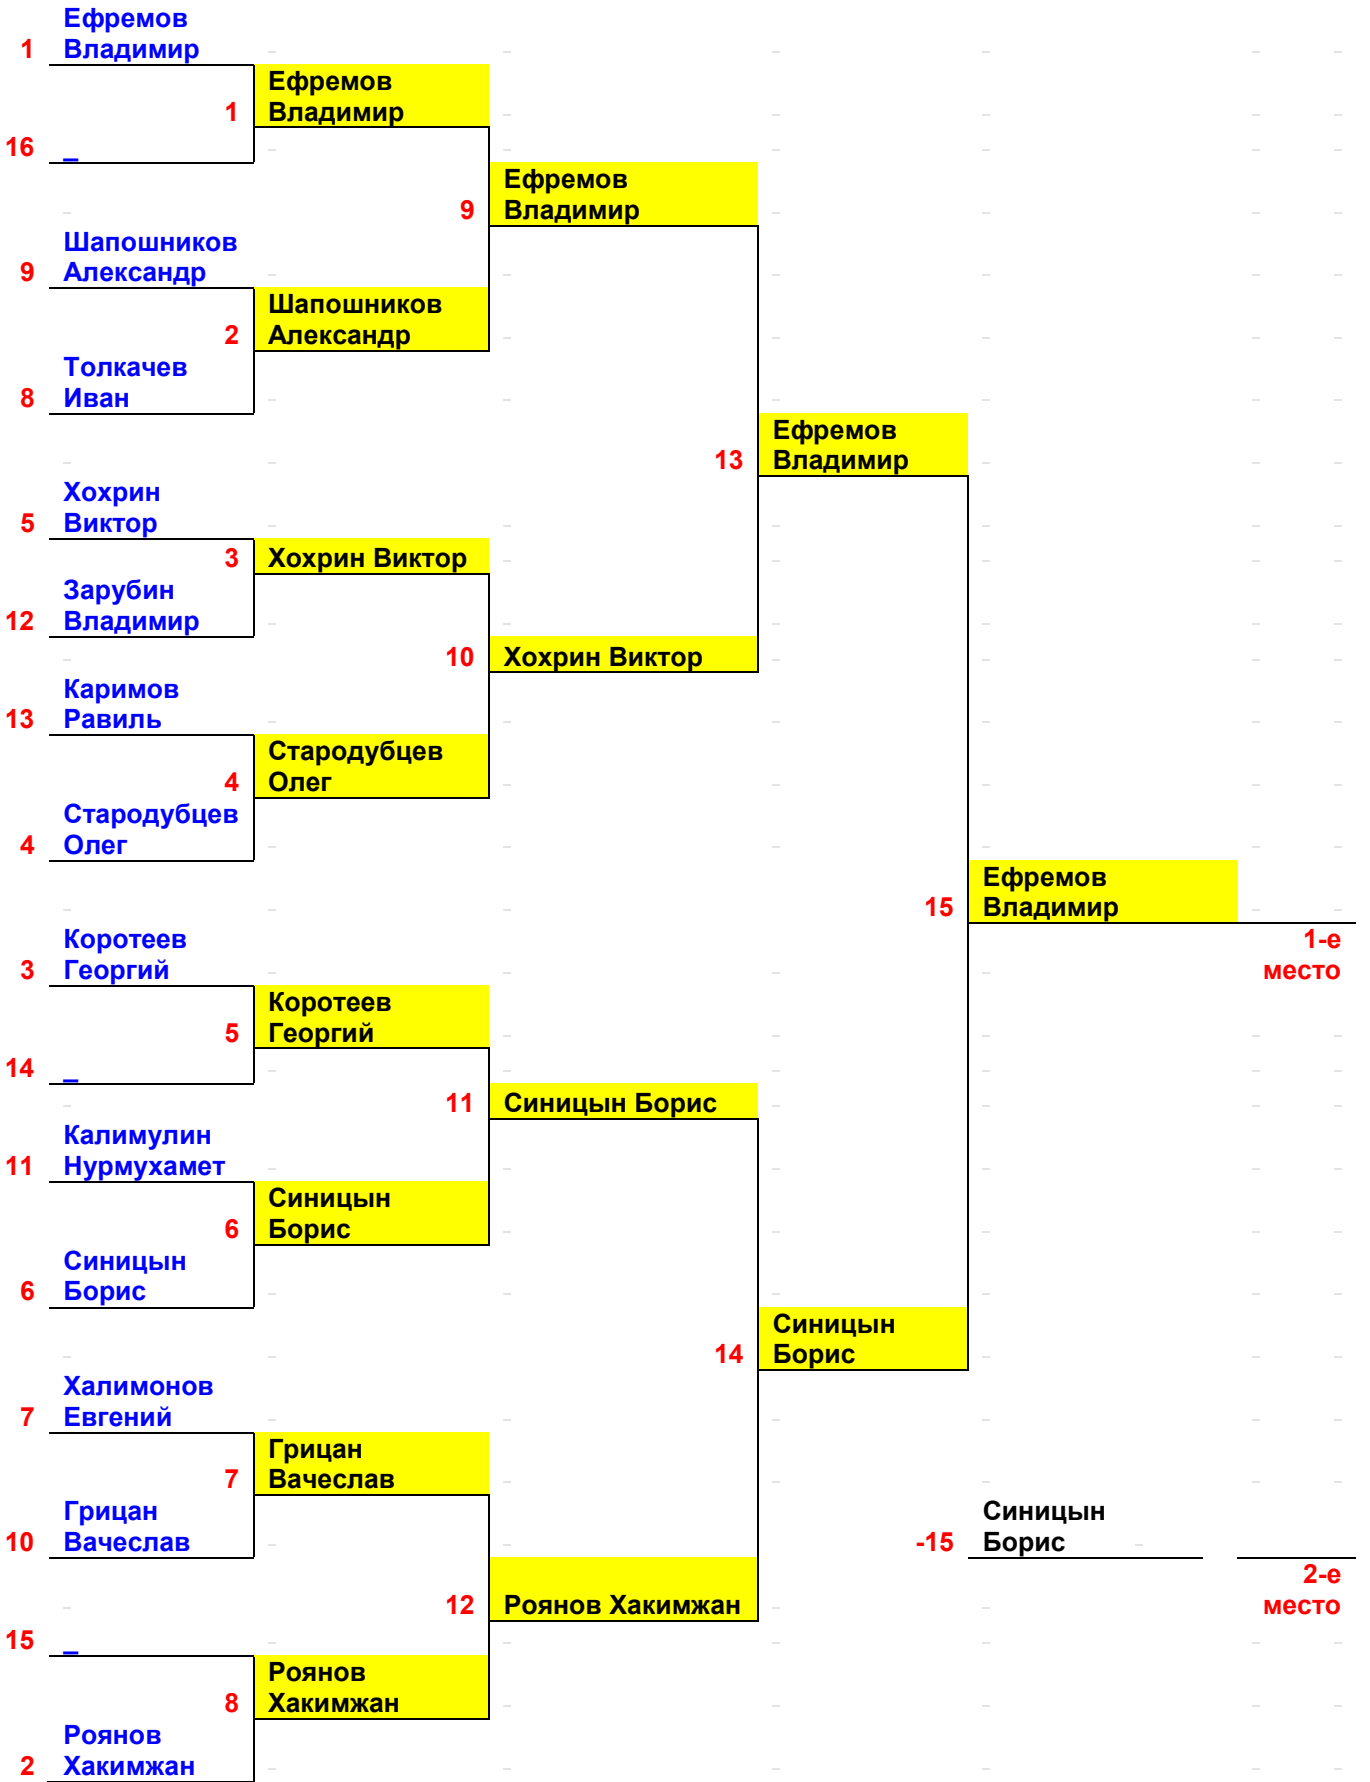 Ефремов
1 Владимир
Ефремов
1 Владимир
16 _
Ефремов
9 Владимир
Шапошников
9 Александр
Шапошников
2 Александр
Толкачев
8 Иван
Ефремов
13 Владимир
Хохрин
5 Виктор
3 Хохрин Виктор
Зарубин
12 Владимир
10 Хохрин Виктор
Каримов
13 Равиль
Стародубцев
4 Олег
Стародубцев
4 Олег
Ефремов
15 Владимир
1-е
место
Коротеев
3 Георгий
Коротеев
5 Георгий
14 _
11 Синицын Борис
Калимулин
11 Нурмухамет
Синицын
6 Борис
Синицын
6 Борис
Синицын
14 Борис
Халимонов
7 Евгений
Грицан
7 Вачеслав
Грицан
10 Вачеслав
Синицын
-15 Борис
2-е
место
12 Роянов Хакимжан
15 _
Роянов
8 Хакимжан
Роянов
2 Хакимжан